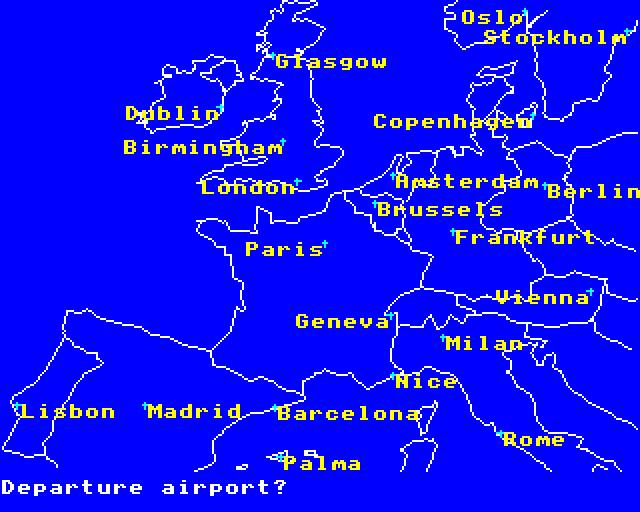 Oslo
Stockholm
Glasgow
Dublin
Copenhagen
Birmingham
Amsterdam
London
Berlin
Brussels
Frankfurt
Paris
Vienna
Geneva
Milan
Nice
Lisbon
Madrid
Barcelona
Rome
Palma
Departure airport?